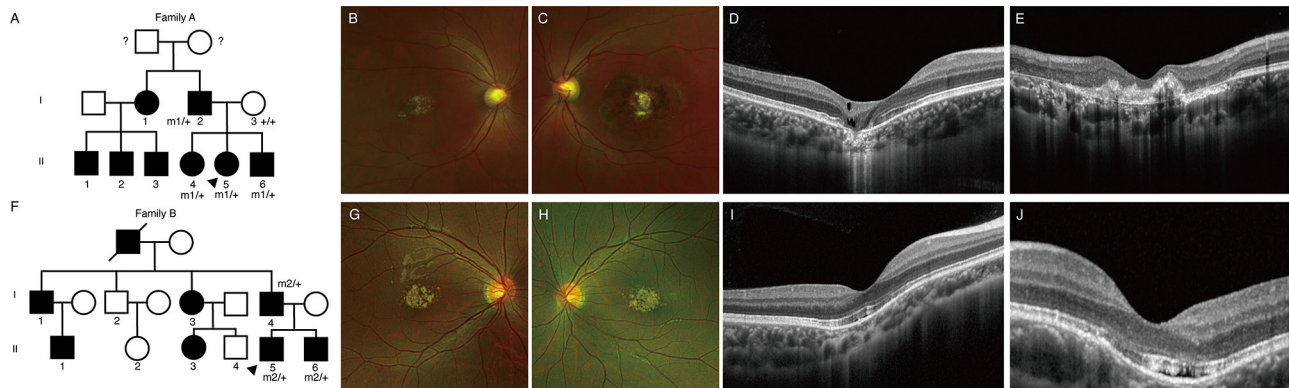 A
Family A
? ?
I
1 m1/+ 2 3 +/+
II
1 2 3 4 5 6
m1/+ m1/+ m1/+
F
Family B
m2/+
I
1 2 3 4
II
1 2 3 4 5 6
m2/+ m2/+
B
C
D
E
G
H
I
J